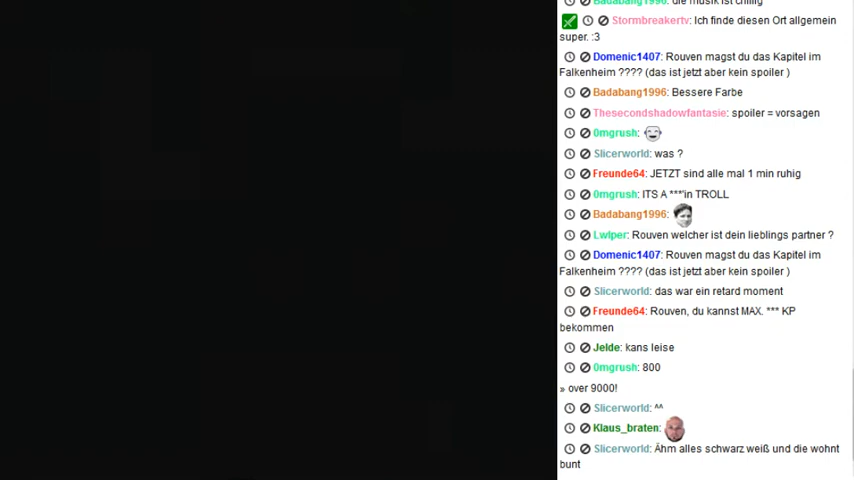 Badabang1996: die musik ist chillig
Stormbreakertv: Ich finde diesen Ort allgemein
super. :3
Domenic1407: Rouven magst du das Kapitel im
Falkenheim ???? (das ist jetzt aber kein spoiler )
Badabang1996: Bessere Farbe
Thesecondshadowfantasie: spoiler = vorsagen
0mgrush:
Slicerworld: was ?
Freunde64: JETZT sind alle mal 1 min ruhig
0mgrush: ITS A ***'in TROLL
Badabang1996:
Lwlper: Rouven welcher ist dein lieblings partner ?
Domenic1407: Rouven magst du das Kapitel im
Falkenheim ???? (das ist jetzt aber kein spoiler )
Slicerworld: das war ein retard moment
Freunde64: Rouven, du kannst MAX. *** KP
bekommen
Jelde: kans leise
0mgrush: 800
» over 9000!
Slicerworld: ^^
Klaus_braten:
Slicerworld: Ähm alles schwarz weiß und die wohnt
bunt